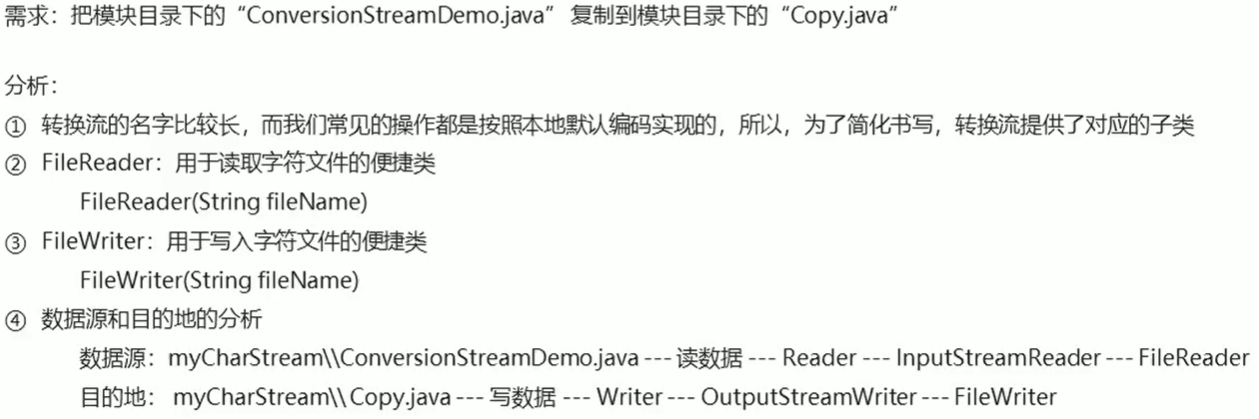 需求：把模块目录下的“ConversionStreamDemo.java” 复制到模块目录下的“Copy.java”
分析：
① 转换流的名字比较长，而我们常见的操作都是按照本地默认编码实现的，所以，为了简化书写，转换流提供了对应的子类
② FileReader：用于读取字符文件的便捷类
FileReader(String fileName)
③ FileWriter：用于写入字符文件的便捷类
FileWriter(String fileName)
④ 数据源和目的地的分析
数据源：myCharStream\\ConversionStreamDemo.java --- 读数据 --- Reader --- InputStreamReader --- FileReader
目的地： myCharStream\\ Copy.java --- 写数据 --- Writer --- OutputStreamWriter --- FileWriter